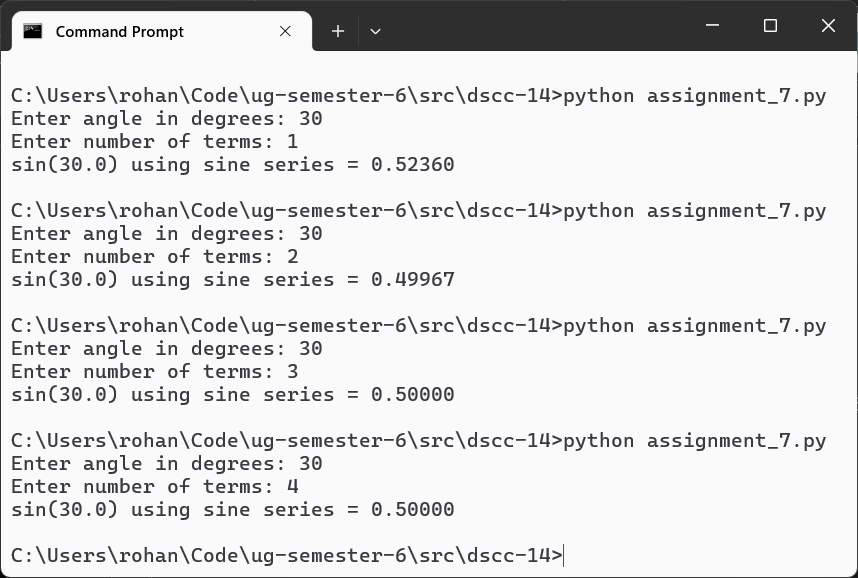 Command Prompt
C:\Users\rohan\Code\ug-semester-6\src\dscc-14>python assignment_7.py
Enter angle in degrees: 30
Enter number of terms: 1
sin(30.0) using sine series = 0.52360
C:\Users\rohan\Code\ug-semester-6\src\dscc-14>python assignment_7.py
Enter angle in degrees: 30
Enter number of terms: 2
sin(30.0) using sine series = 0.49967
C:\Users\rohan\Code\ug-semester-6\src\dscc-14>python assignment_7.py
Enter angle in degrees: 30
Enter number of terms: 3
sin(30.0) using sine series = 0.50000
C:\Users\rohan\Code\ug-semester-6\src\dscc-14>python assignment_7.py
Enter angle in degrees: 30
Enter number of terms: 4
sin(30.0) using sine series = 0.50000
C:\Users\rohan\Code\ug-semester-6\src\dscc-14>